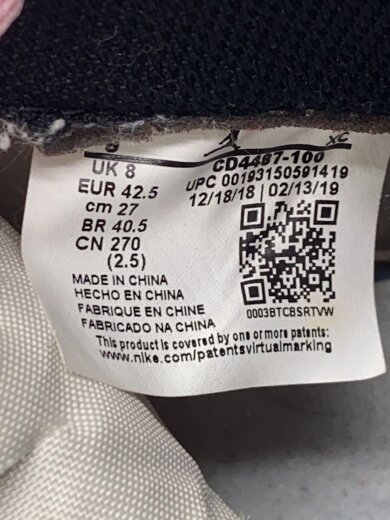 XC
UK 8
CD4487-100
EUR 42.5
UPC 00193150591419
cm 27
12/18/18 | 02/13/19
BR 40.5
CN 270
(2.5)
0003BTCBSRTVW
MADE IN CHINA
HECHO EN CHINA
FABRIQUE EN CHINE
FABRICADO NA CHINA
This product is covered by one or more patents:
www.nike.com/patentsvirtualmarking